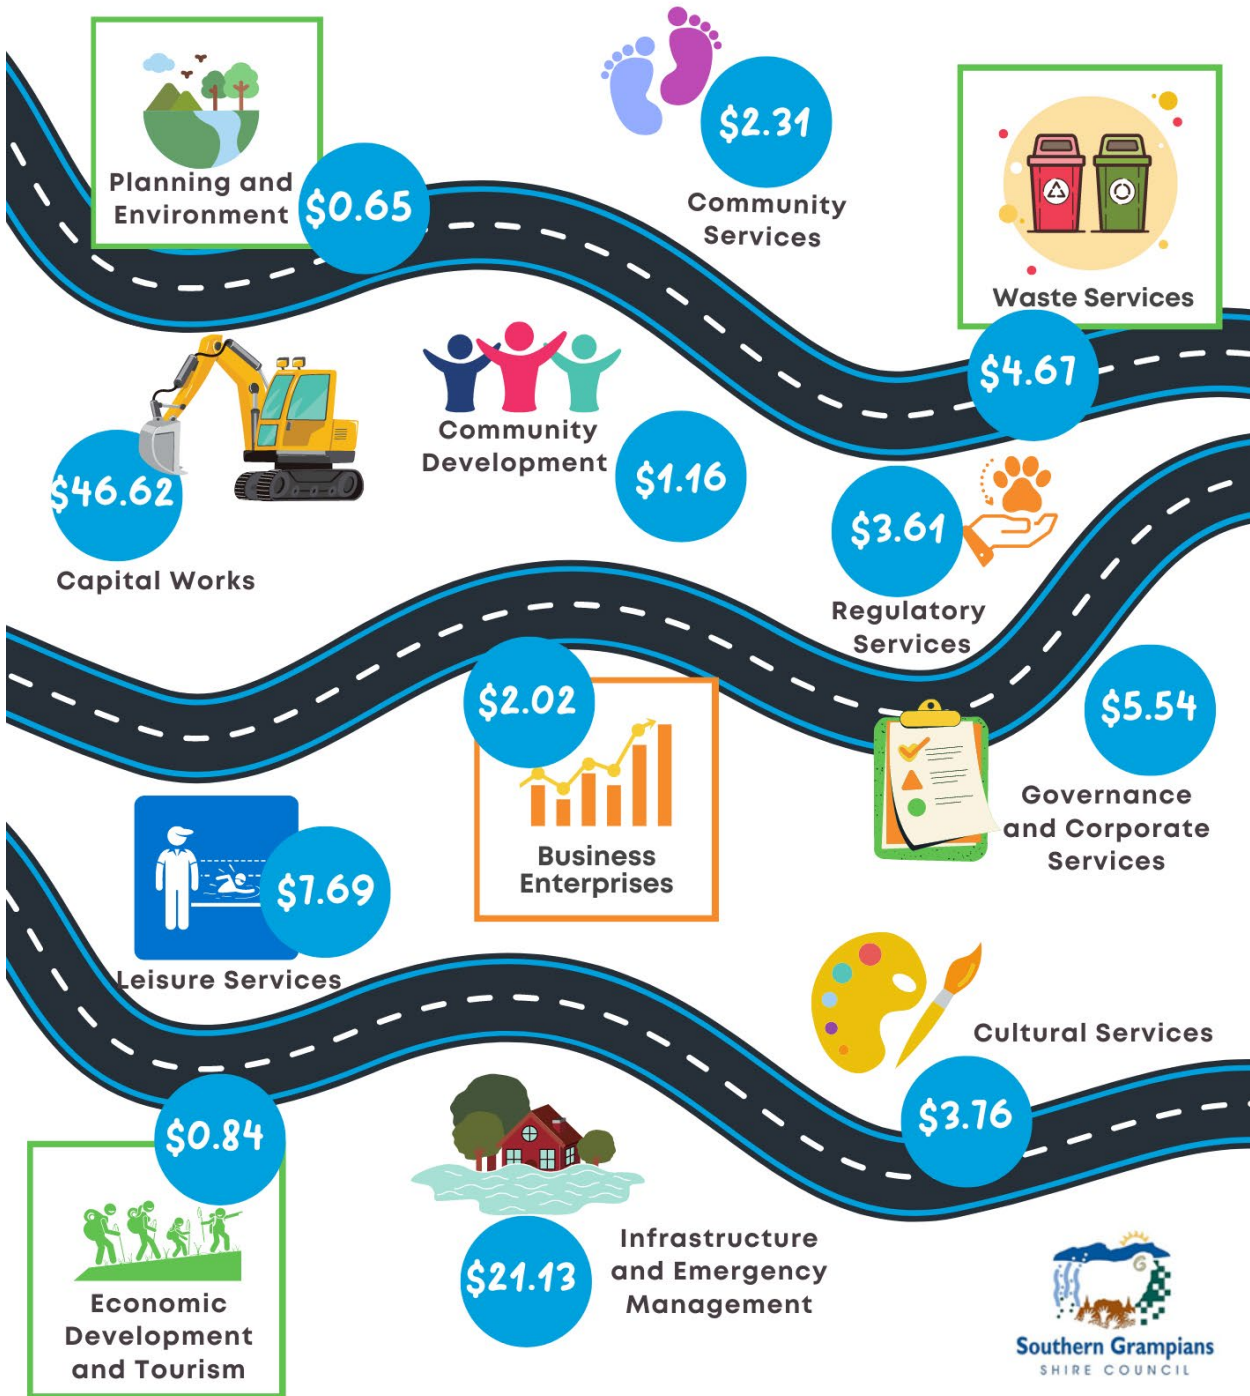 Planning and
Environment
$0.65
$2.31
Community
Services
Waste Services
$4.67
$46.62
Capital Works
Community
Development
$1.16
$3.61
Regulatory
Services
$2.02
Business
Enterprises
$5.54
Governance
and Corporate
Services
$7.69
Leisure Services
Cultural Services
$3.76
$0.84
Economic
Development
and Tourism
$21.13
Infrastructure
and Emergency
Management
Southern Grampians
SHIRE COUNCIL